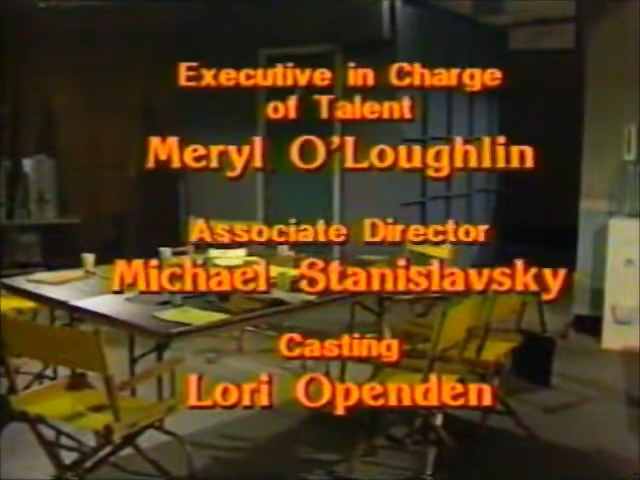 Executive in Charge
of Talent
Meryl O'Loughlin
Associate Director
Michael Stanislavsky
Casting
Lori Openden